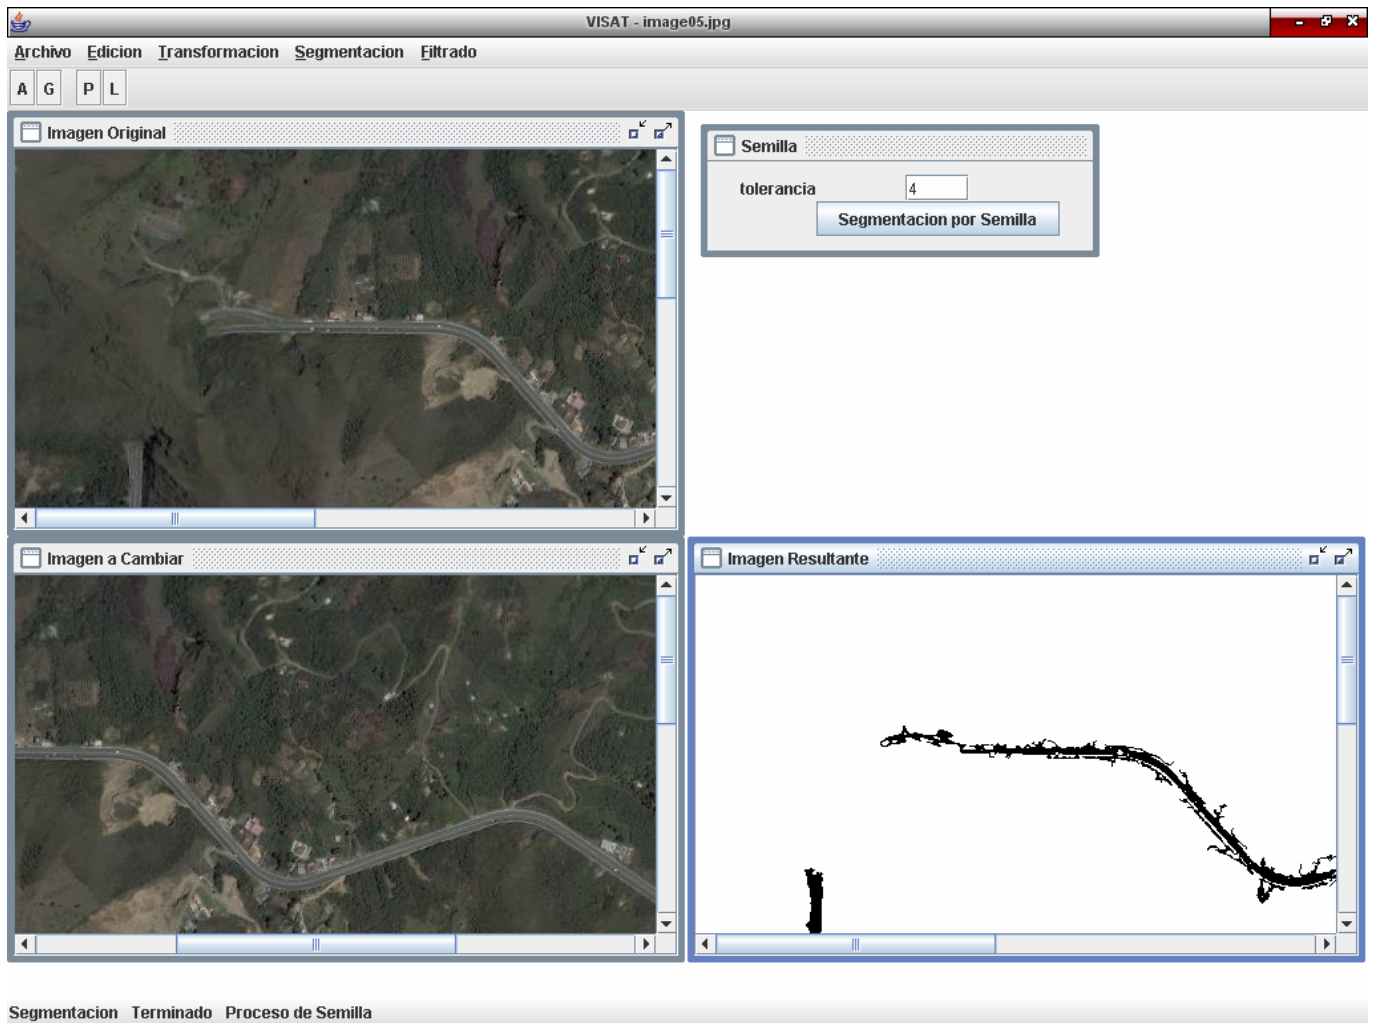 VISAT - image05.jpg
Archivo Edicion Transformacion Segmentacion Filtrado
A G P L
Imagen Original
Semilla
tolerancia 4
Segmentacion por Semilla
Imagen a Cambiar
Imagen Resultante
Segmentacion Terminado Proceso de Semilla